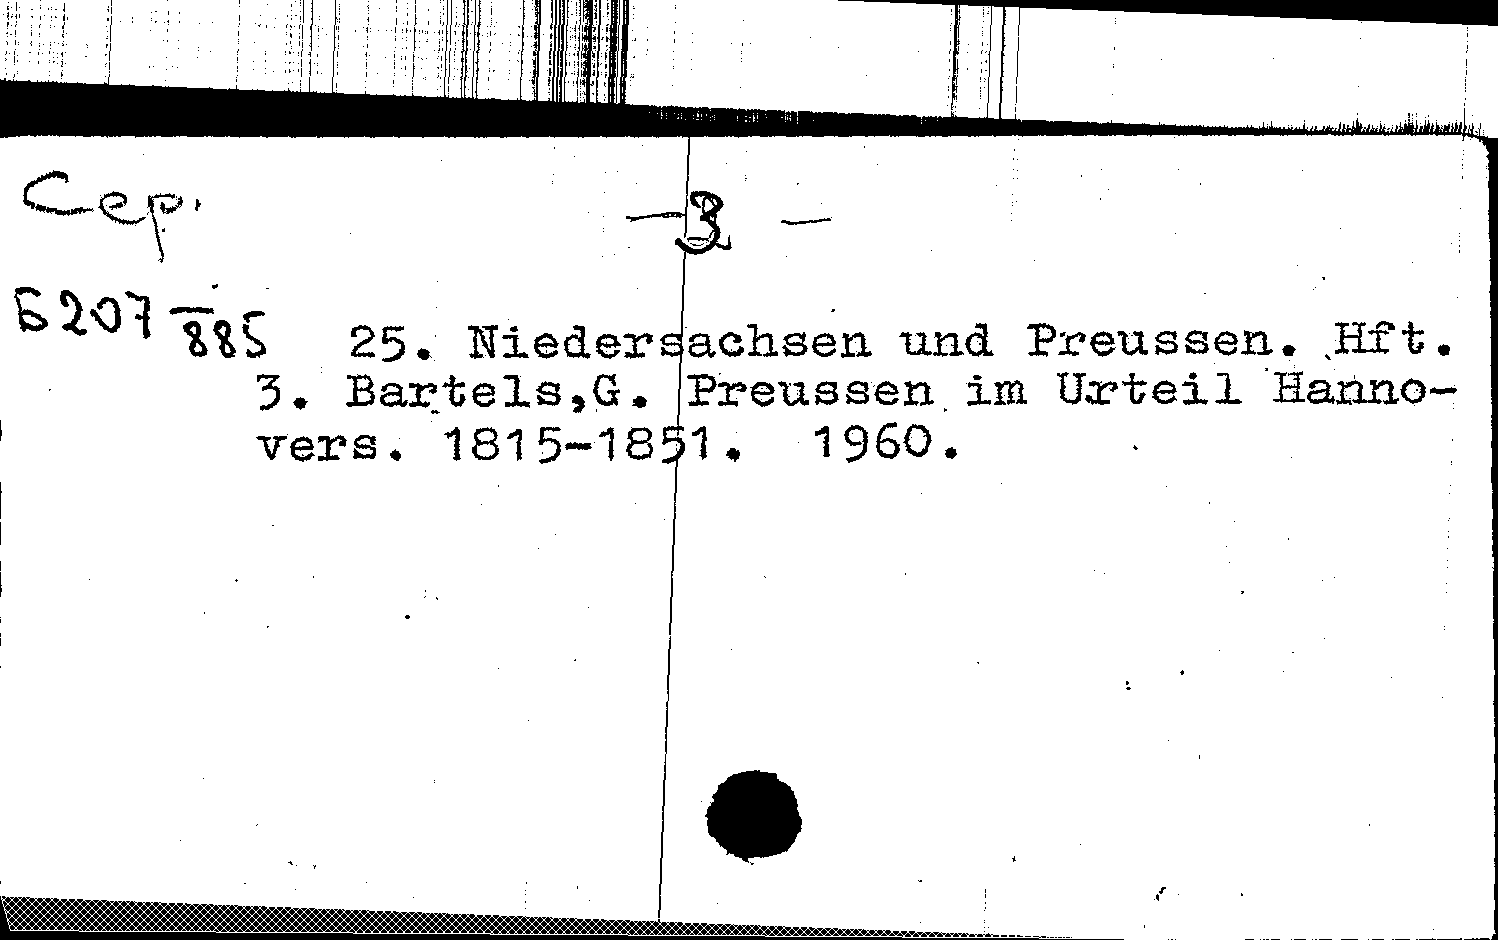 Сер.
- 3 -
Б207/885
25. Niedersachsen und Preussen. Hft.
3. Bartels,G. Preussen im Urteil Hanno-
vers. 1815-1851. 1960.